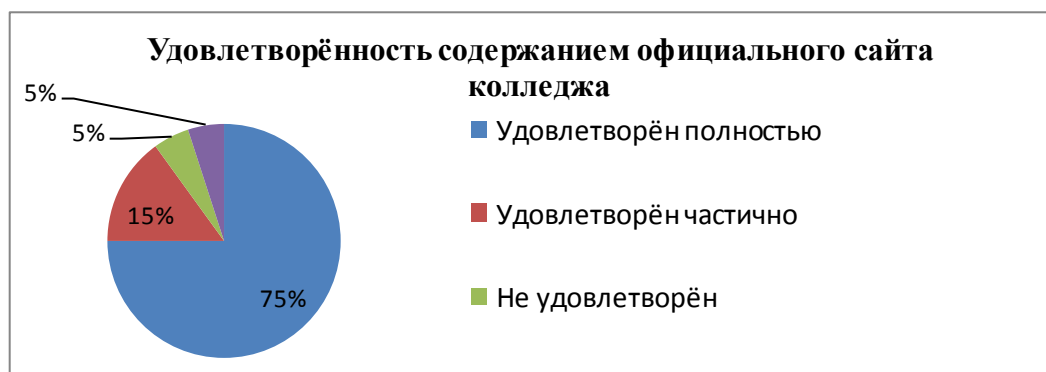 Удовлетворённость содержанием официального сайта
колледжа
5%
5%
15%
75%
Удовлетворён полностью
Удовлетворён частично
Не удовлетворён